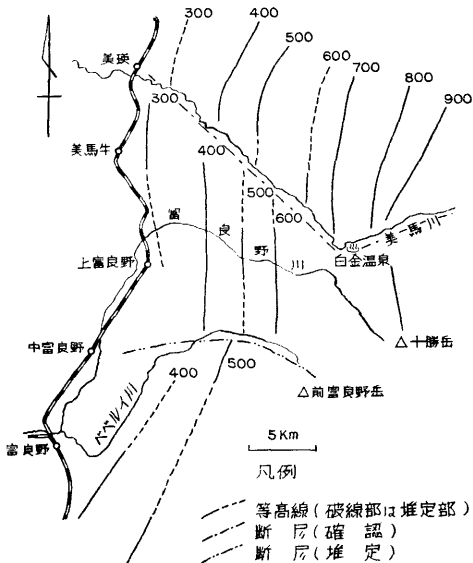 300
400
500
600
700
800
900
美瑛
300
美馬牛
400
500
600
富良野川
美馬川
白金温泉
上富良野
△十勝岳
中富良野
400
500
△前富良野岳
ベベルイ川
富良野
5Km
凡例
等高線(破線部は堆定部)
断層(確認)
断層(堆定)